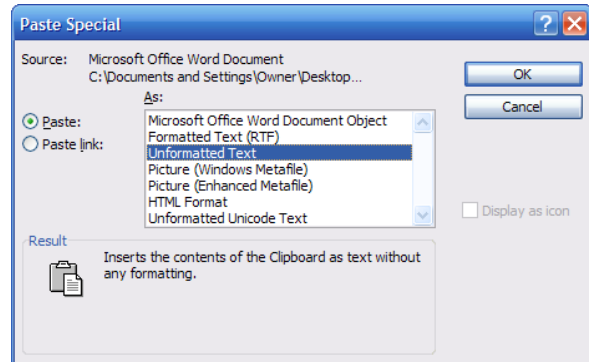 Paste Special
Source: Microsoft Office Word Document
C:\Documents and Settings\Owner\Desktop...
As:
Paste:
Paste link:
Microsoft Office Word Document Object
Formatted Text (RTF)
Unformatted Text
Picture (Windows Metafile)
Picture (Enhanced Metafile)
HTML Format
Unformatted Unicode Text
OK
Cancel
Display as icon
Result
Inserts the contents of the Clipboard as text without
any formatting.